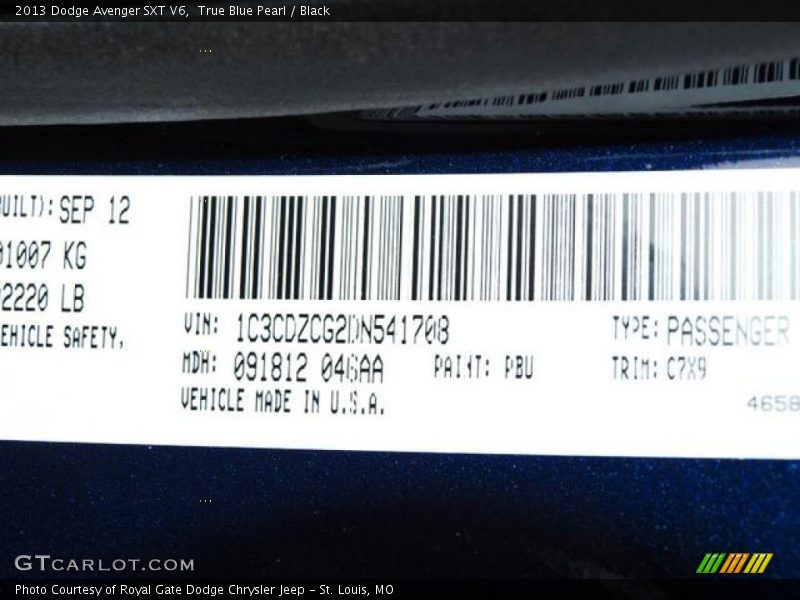 2013 Dodge Avenger SXT V6,  True Blue Pearl / Black
UILT): SEP 12
1007 KG
2220 LB
EHICLE SAFETY,
VIN: 1C3CDZCG2DN541708 TYPE: PASSENGER
MDH: 091812 046AA PAINT: PBU TRIM: C7X9
VEHICLE MADE IN U.S.A.
4658
GTCARLOT.COM
Photo Courtesy of Royal Gate Dodge Chrysler Jeep – St. Louis, MO